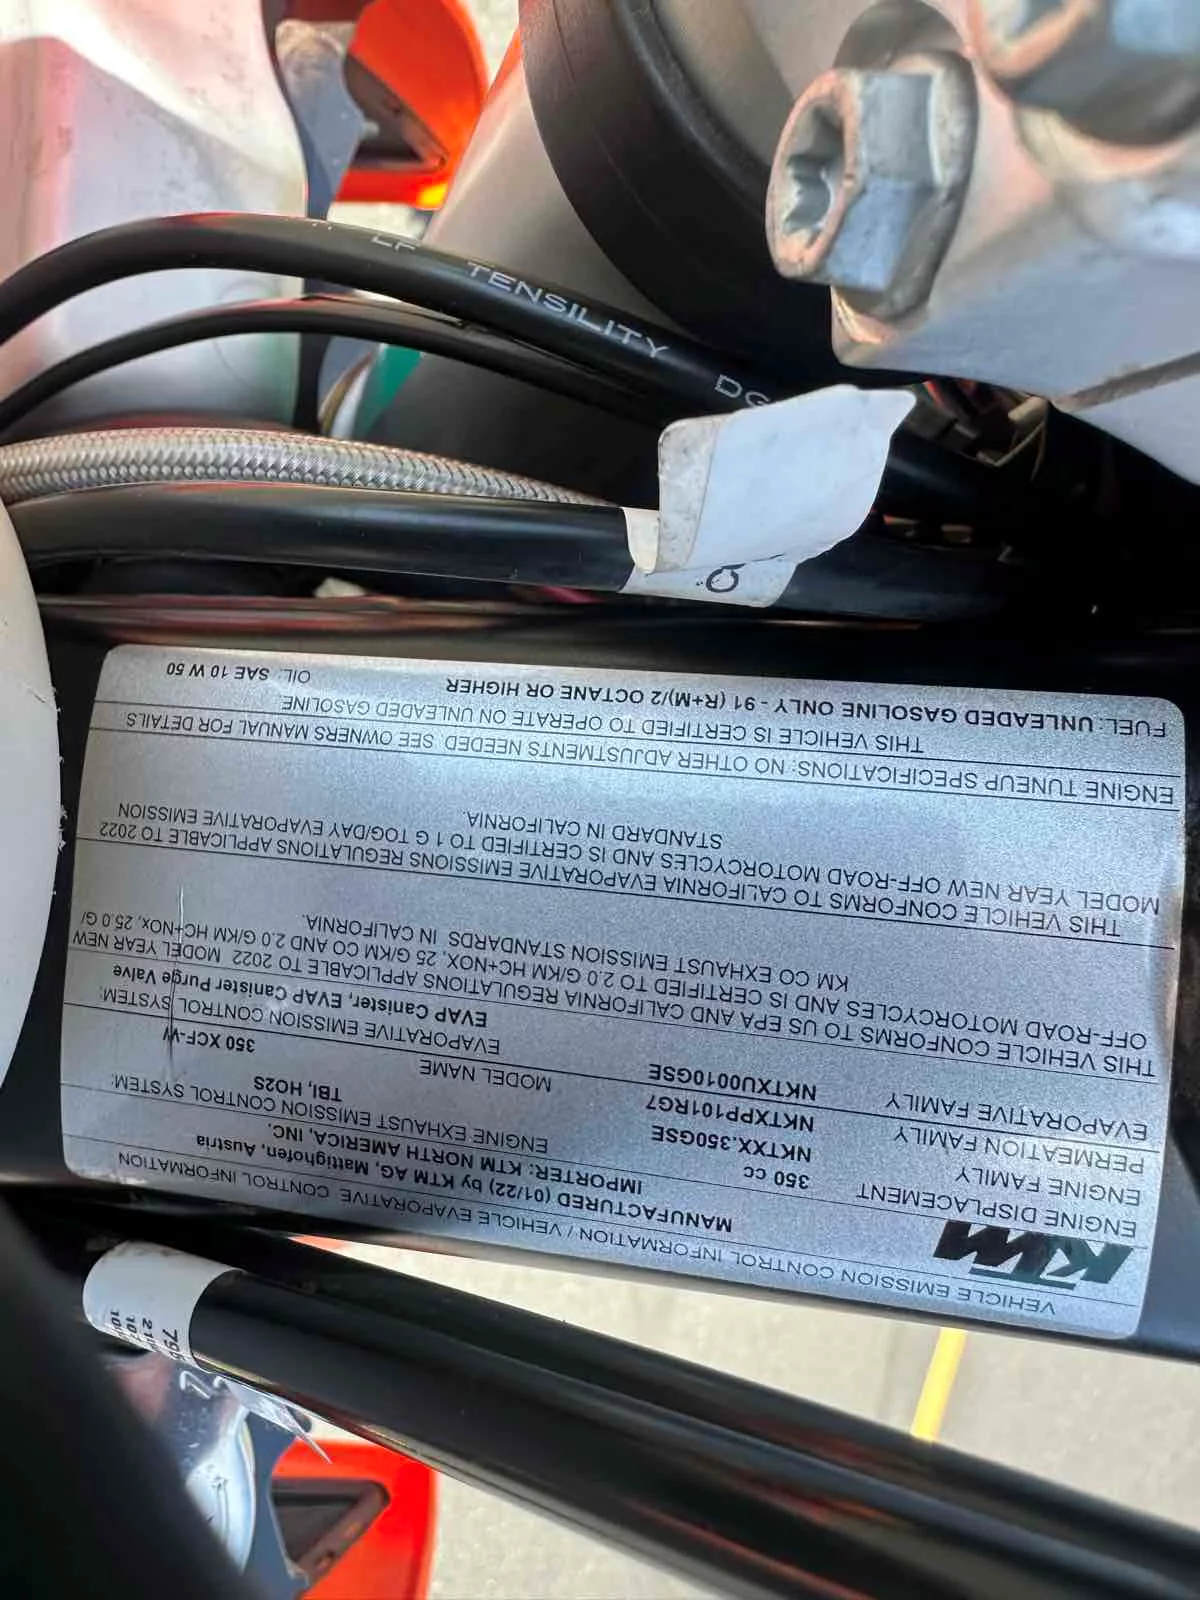 VEHICLE EMISSION CONTROL INFORMATION / VEHICLE EVAPORATIVE CONTROL INFORMATION
KTM
MANUFACTURED (01/22) by KTM AG, Mattighofen, Austria
IMPORTER: KTM NORTH AMERICA, INC.
ENGINE DISPLACEMENT 350 cc
ENGINE EXHAUST EMISSION CONTROL SYSTEM:
ENGINE FAMILY NKTXX.350GSE
TBI, HO2S
PERMEATION FAMILY NKTXPP101RG7
MODEL NAME 350 XCF-W
EVAPORATIVE FAMILY NKTXU0010GSE
EVAPORATIVE EMISSION CONTROL SYSTEM:
EVAP Canister, EVAP Canister Purge Valve
THIS VEHICLE CONFORMS TO US EPA AND CALIFORNIA REGULATIONS APPLICABLE TO 2022 MODEL YEAR NEW
OFF-ROAD MOTORCYCLES AND IS CERTIFIED TO 2.0 G/KM HC+NOx, 25 G/KM CO AND 2.0 G/KM HC+NOx, 25.0 G/
KM CO EXHAUST EMISSION STANDARDS IN CALIFORNIA.
THIS VEHICLE CONFORMS TO CALIFORNIA EVAPORATIVE EMISSIONS REGULATIONS APPLICABLE TO 2022
MODEL YEAR NEW OFF-ROAD MOTORCYCLES AND IS CERTIFIED TO 1 G TOG/DAY EVAPORATIVE EMISSION
STANDARD IN CALIFORNIA.
ENGINE TUNEUP SPECIFICATIONS: NO OTHER ADJUSTMENTS NEEDED. SEE OWNERS MANUAL FOR DETAILS
THIS VEHICLE IS CERTIFIED TO OPERATE ON UNLEADED GASOLINE
FUEL: UNLEADED GASOLINE ONLY - 91 (R+M)/2 OCTANE OR HIGHER OIL: SAE 10 W 50
TENSILITY